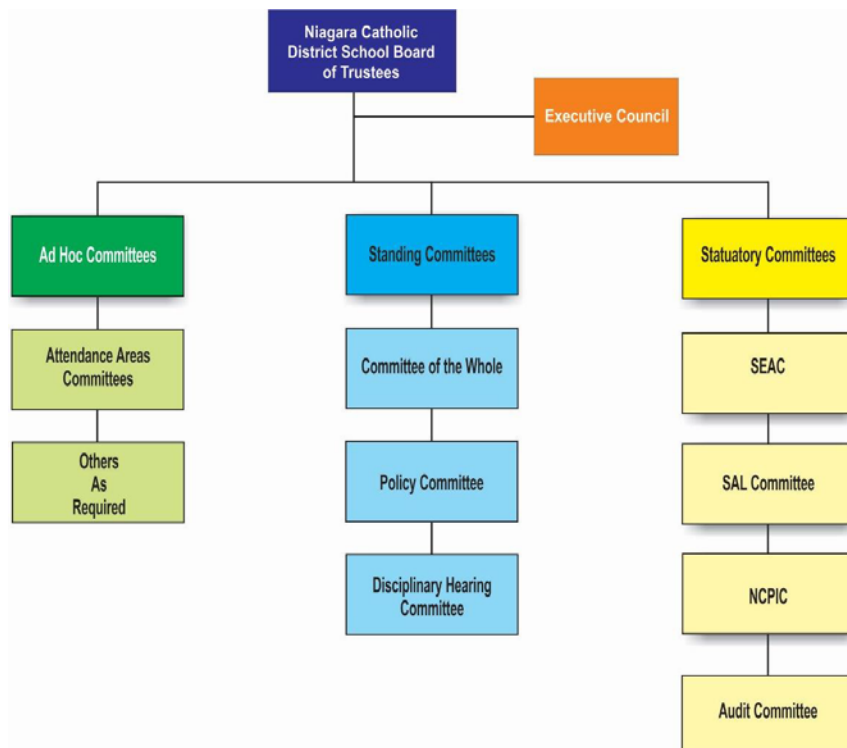 Niagara Catholic
District School Board
of Trustees
Executive Council
Ad Hoc Committees
Attendance Areas
Committees
Others
As
Required
Standing Committees
Committee of the Whole
Policy Committee
Disciplinary Hearing
Committee
Statuatory Committees
SEAC
SAL Committee
NCPIC
Audit Committee